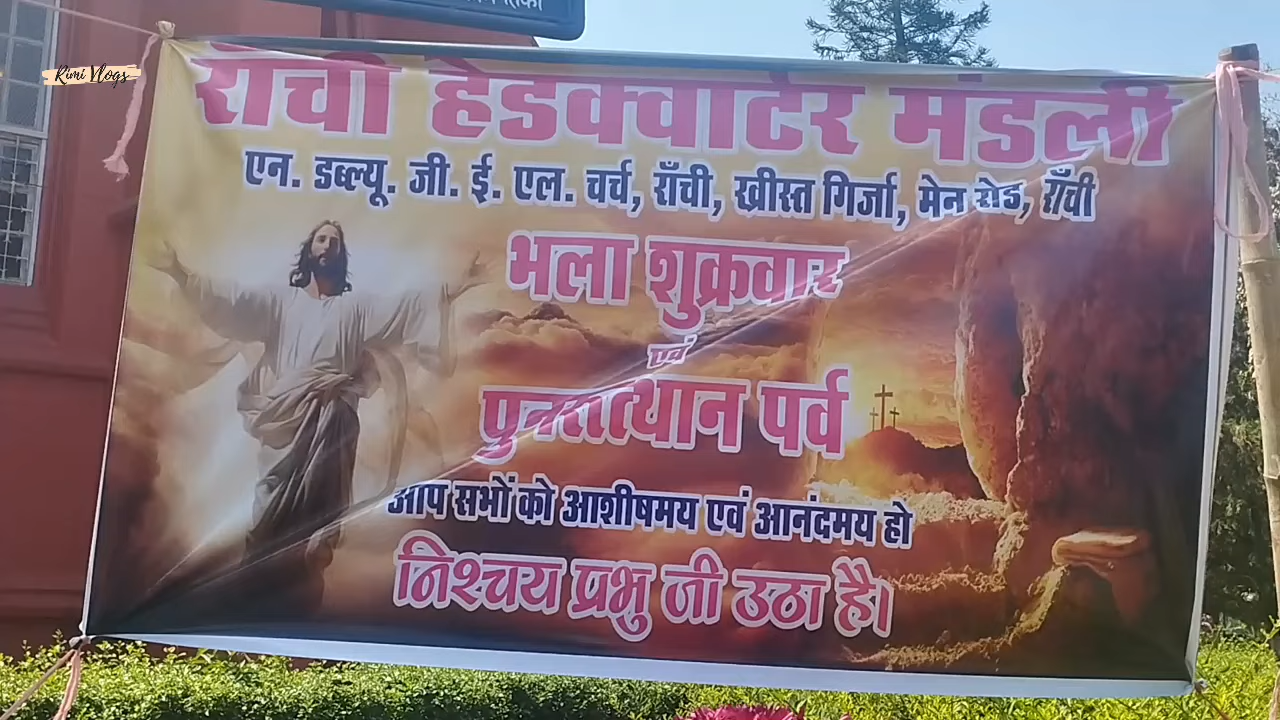 Rimi Vlogs
राँची हेडक्वार्टर मंडली
एन. डब्ल्यू. जी. ई. एल. चर्च, राँची, ख्रीस्त गिर्जा, मेन रोड, राँची
भला शुक्रवार
एवं
पुनरूत्थान पर्व
आप सभों को आशीषमय एवं आनंदमय हो
निश्चय प्रभु जी उठा है।